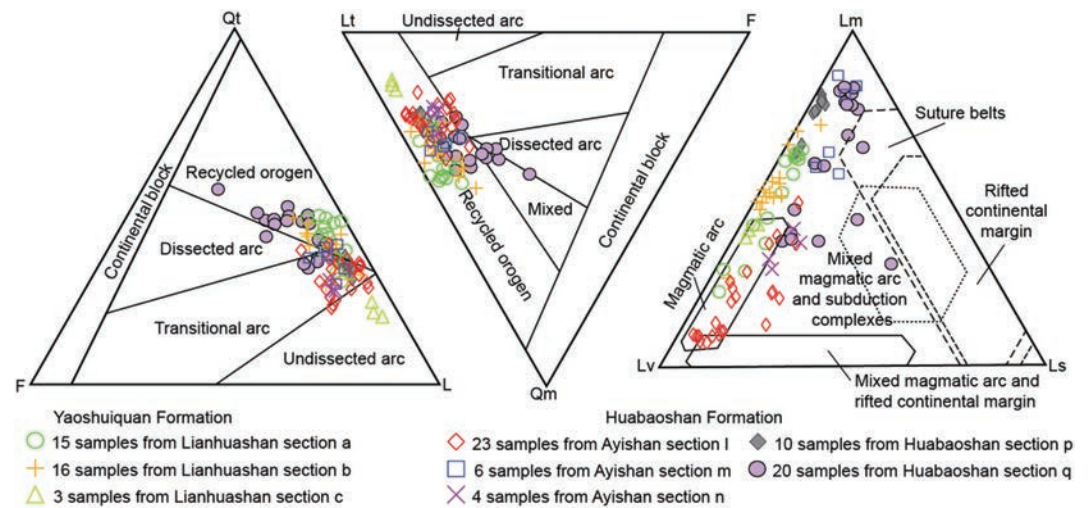 Qt
Continental block
Recycled orogen
Dissected arc
Transitional arc
Undissected arc
F
L
Lt
Undissected arc
F
Transitional arc
Dissected arc
Mixed
Recycled orogen
Continental block
Qm
Lm
Suture belts
Rifted
continental
margin
Magmatic arc
Mixed
magmatic arc
and subduction
complexes
Lv
Ls
Mixed magmatic arc and
rifted continental margin
Yaoshuiquan Formation
15 samples from Lianhuashan section a
16 samples from Lianhuashan section b
3 samples from Lianhuashan section c
Huabaoshan Formation
23 samples from Ayishan section l
6 samples from Ayishan section m
4 samples from Ayishan section n
10 samples from Huabaoshan section p
20 samples from Huabaoshan section q